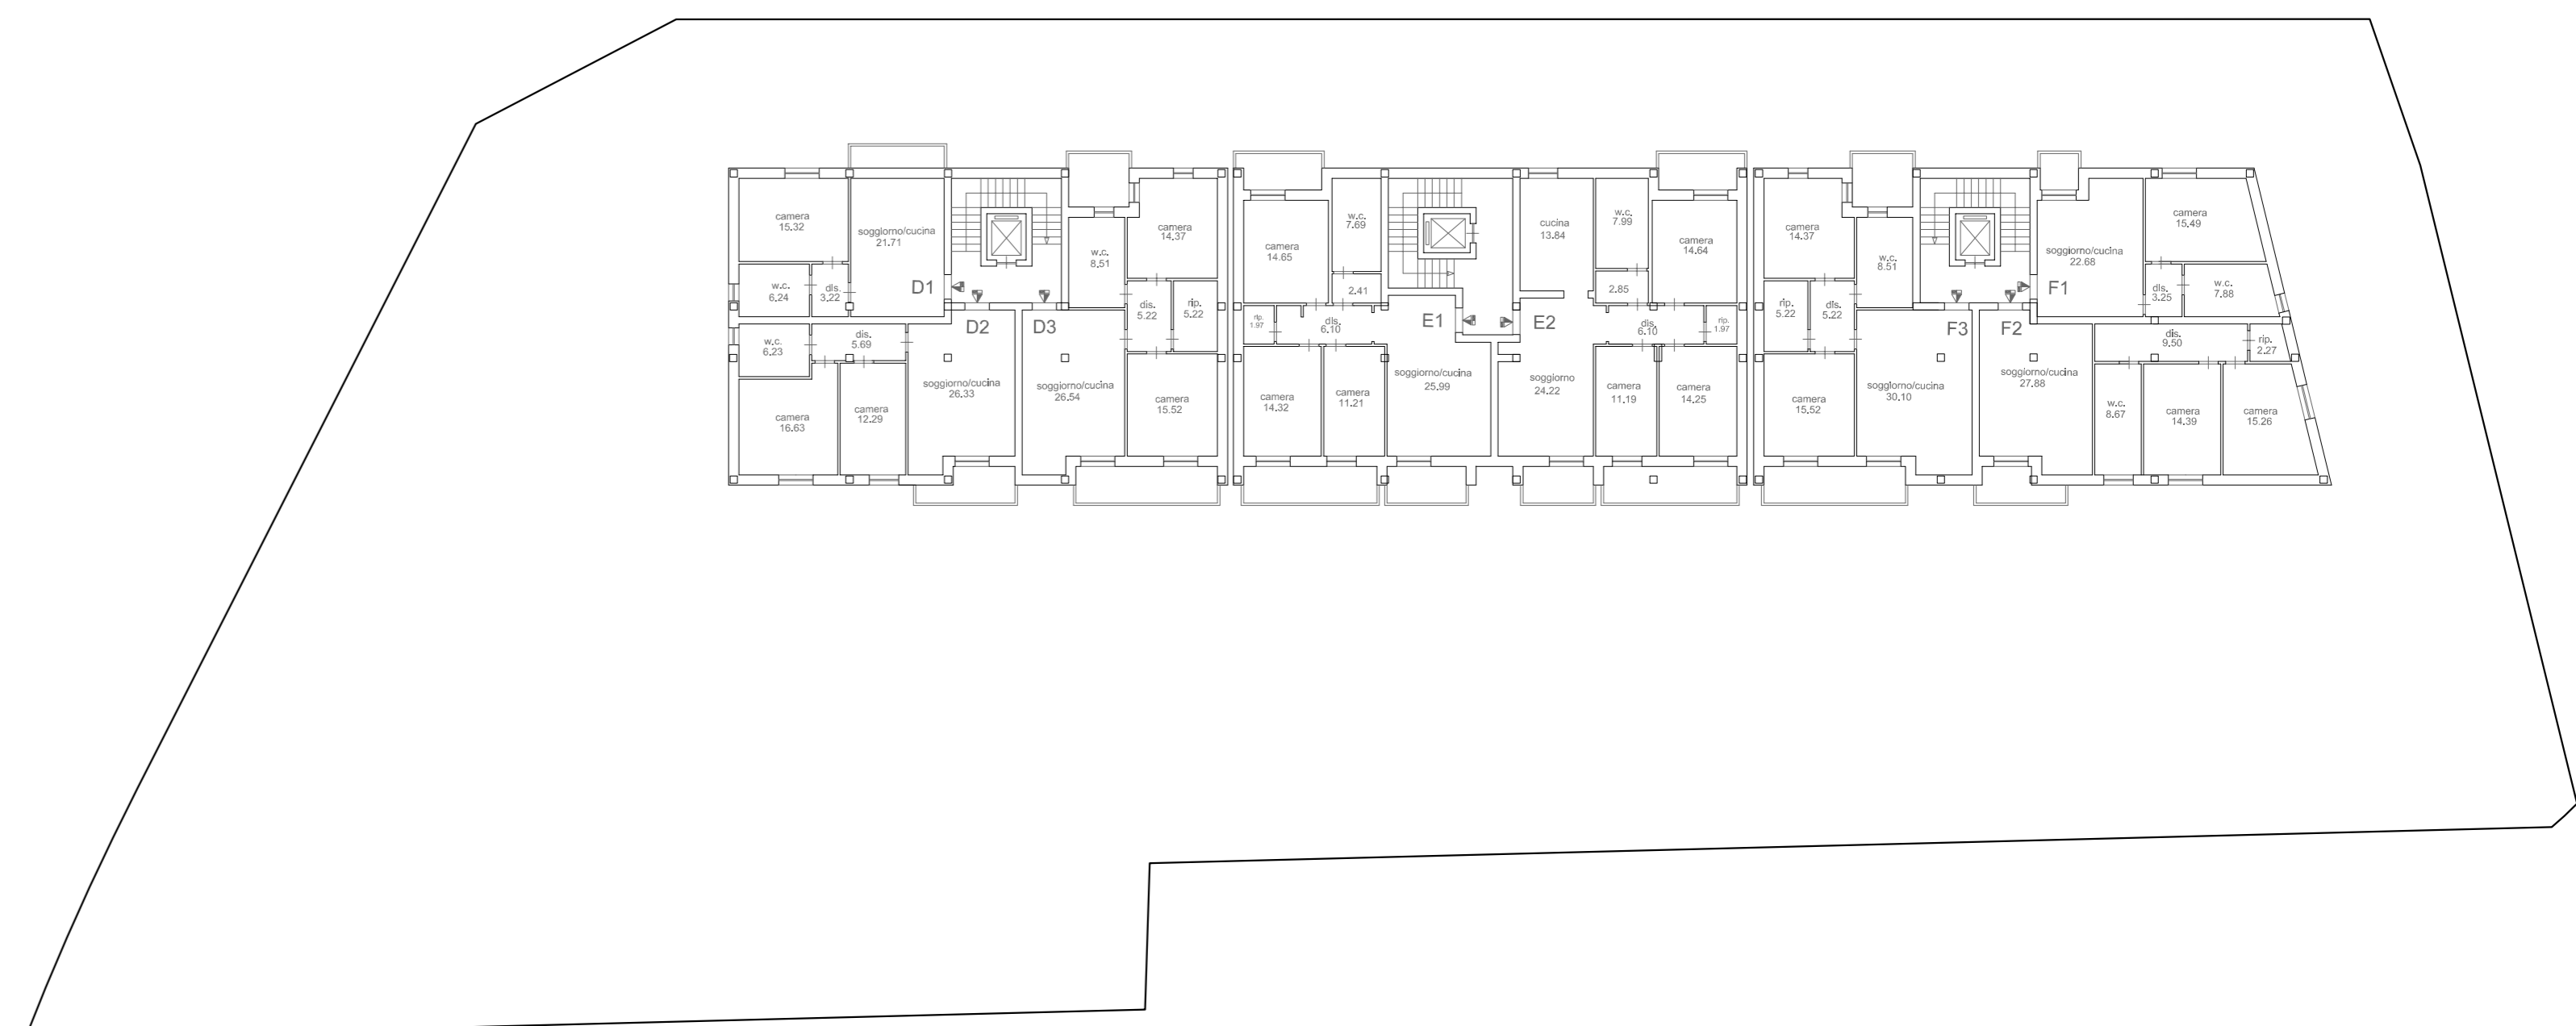 camera
15.32
soggiorno/cucina
21.71
w.c.
6.24
dis.
3.22
D1
D2
D3
w.c.
6.23
dis.
5.69
camera
16.63
camera
12.29
soggiorno/cucina
26.33
soggiorno/cucina
26.54
w.c.
8.51
camera
14.37
dis.
5.22
rip.
5.22
camera
15.52
camera
14.65
w.c.
7.69
2.41
rip.
1.97
dis.
6.10
E1
E2
camera
14.32
camera
11.21
soggiorno/cucina
25.99
cucina
13.84
w.c.
7.99
2.85
camera
14.64
dis.
6.10
rip.
1.97
soggiorno
24.22
camera
11.19
camera
14.25
camera
14.37
w.c.
8.51
rip.
5.22
dis.
5.22
camera
15.52
soggiorno/cucina
30.10
F3
F2
F1
soggiorno/cucina
22.68
camera
15.49
dis.
3.25
w.c.
7.88
dis.
9.50
rip.
2.27
soggiorno/cucina
27.88
w.c.
8.67
camera
14.39
camera
15.26